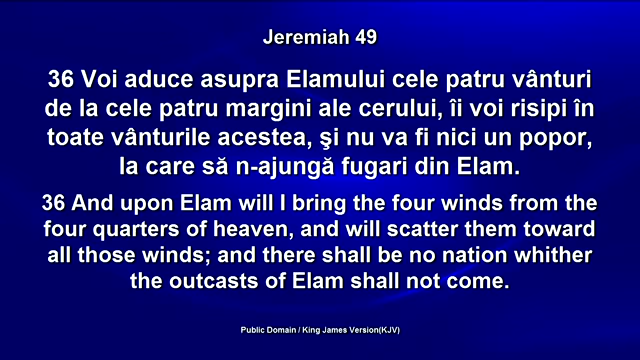 Jeremiah 49
36 Voi aduce asupra Elamului cele patru vânturi
de la cele patru margini ale cerului, îi voi risipi în
toate vânturile acestea, şi nu va fi nici un popor,
la care să n-ajungă fugari din Elam.
36 And upon Elam will I bring the four winds from the
four quarters of heaven, and will scatter them toward
all those winds; and there shall be no nation whither
the outcasts of Elam shall not come.
Public Domain / King James Version(KJV)